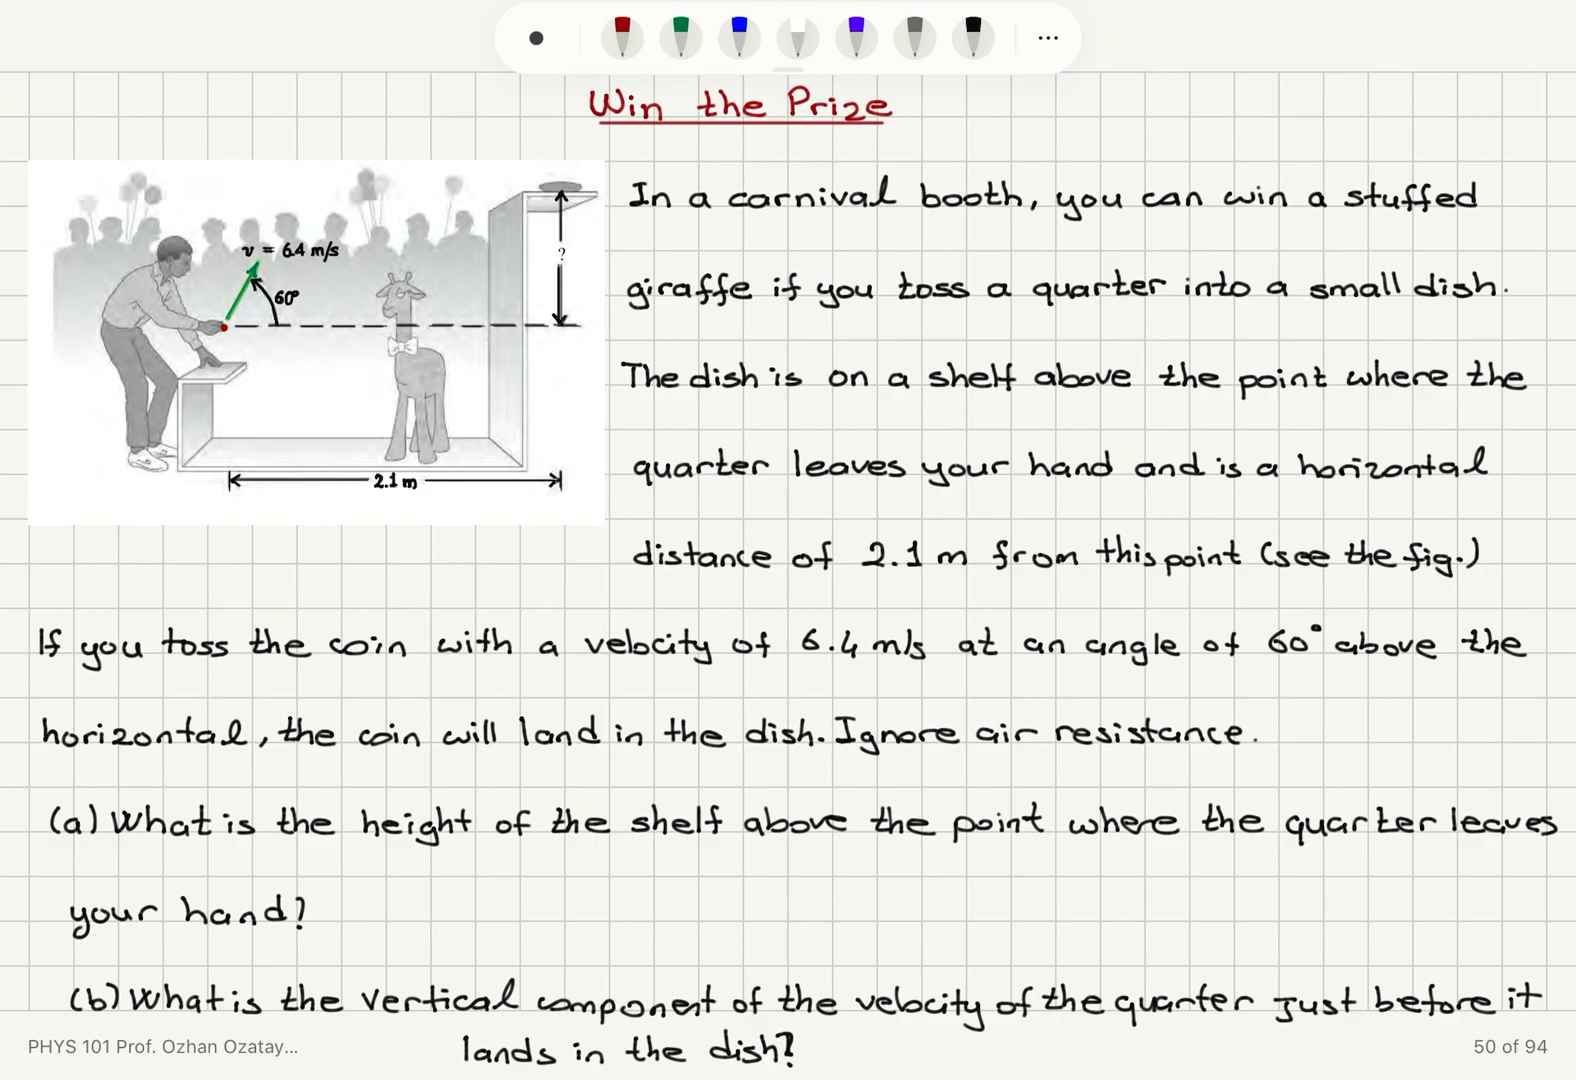 Win the Prize
v = 6.4 m/s
60°
?
2.1 m
In a carnival booth, you can win a stuffed
giraffe if you toss a quarter into a small dish.
The dish is on a shelf above the point where the
quarter leaves your hand and is a horizontal
distance of 2.1 m from this point (see the fig.)
If you toss the coin with a velocity of 6.4 m/s at an angle of 60° above the
horizontal, the coin will land in the dish. Ignore air resistance.
(a) What is the height of the shelf above the point where the quarter leaves
your hand?
(b) What is the vertical component of the velocity of the quarter just before it
lands in the dish?
PHYS 101 Prof. Ozhan Ozatay...
50 of 94